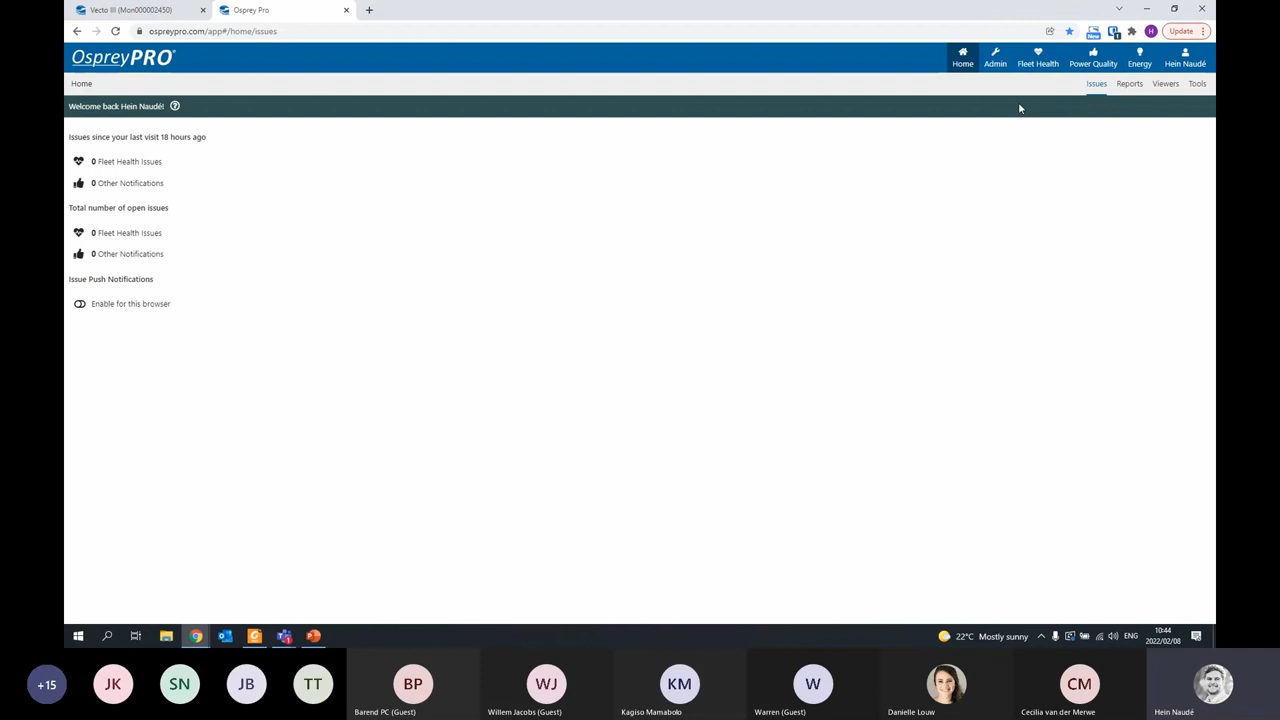 Vecto III (Mon000002450)
Osprey Pro
ospreypro.com/app#/home/issues
New
1
H
Update
OspreyPRO
Home
Admin
Fleet Health
Power Quality
Energy
Hein Naudé
Home
Issues
Reports
Viewers
Tools
Welcome back Hein Naudé!
Issues since your last visit 18 hours ago
0 Fleet Health Issues
0 Other Notifications
Total number of open issues
0 Fleet Health Issues
0 Other Notifications
Issue Push Notifications
Enable for this browser
22°C Mostly sunny
ENG
10:44
2022/02/08
+15
JK
SN
JB
TT
BP
Barend PC (Guest)
WJ
Willem Jacobs (Guest)
KM
Kagiso Mamabolo
W
Warren (Guest)
Danielle Louw
CM
Cecilia van der Merwe
Hein Naudé